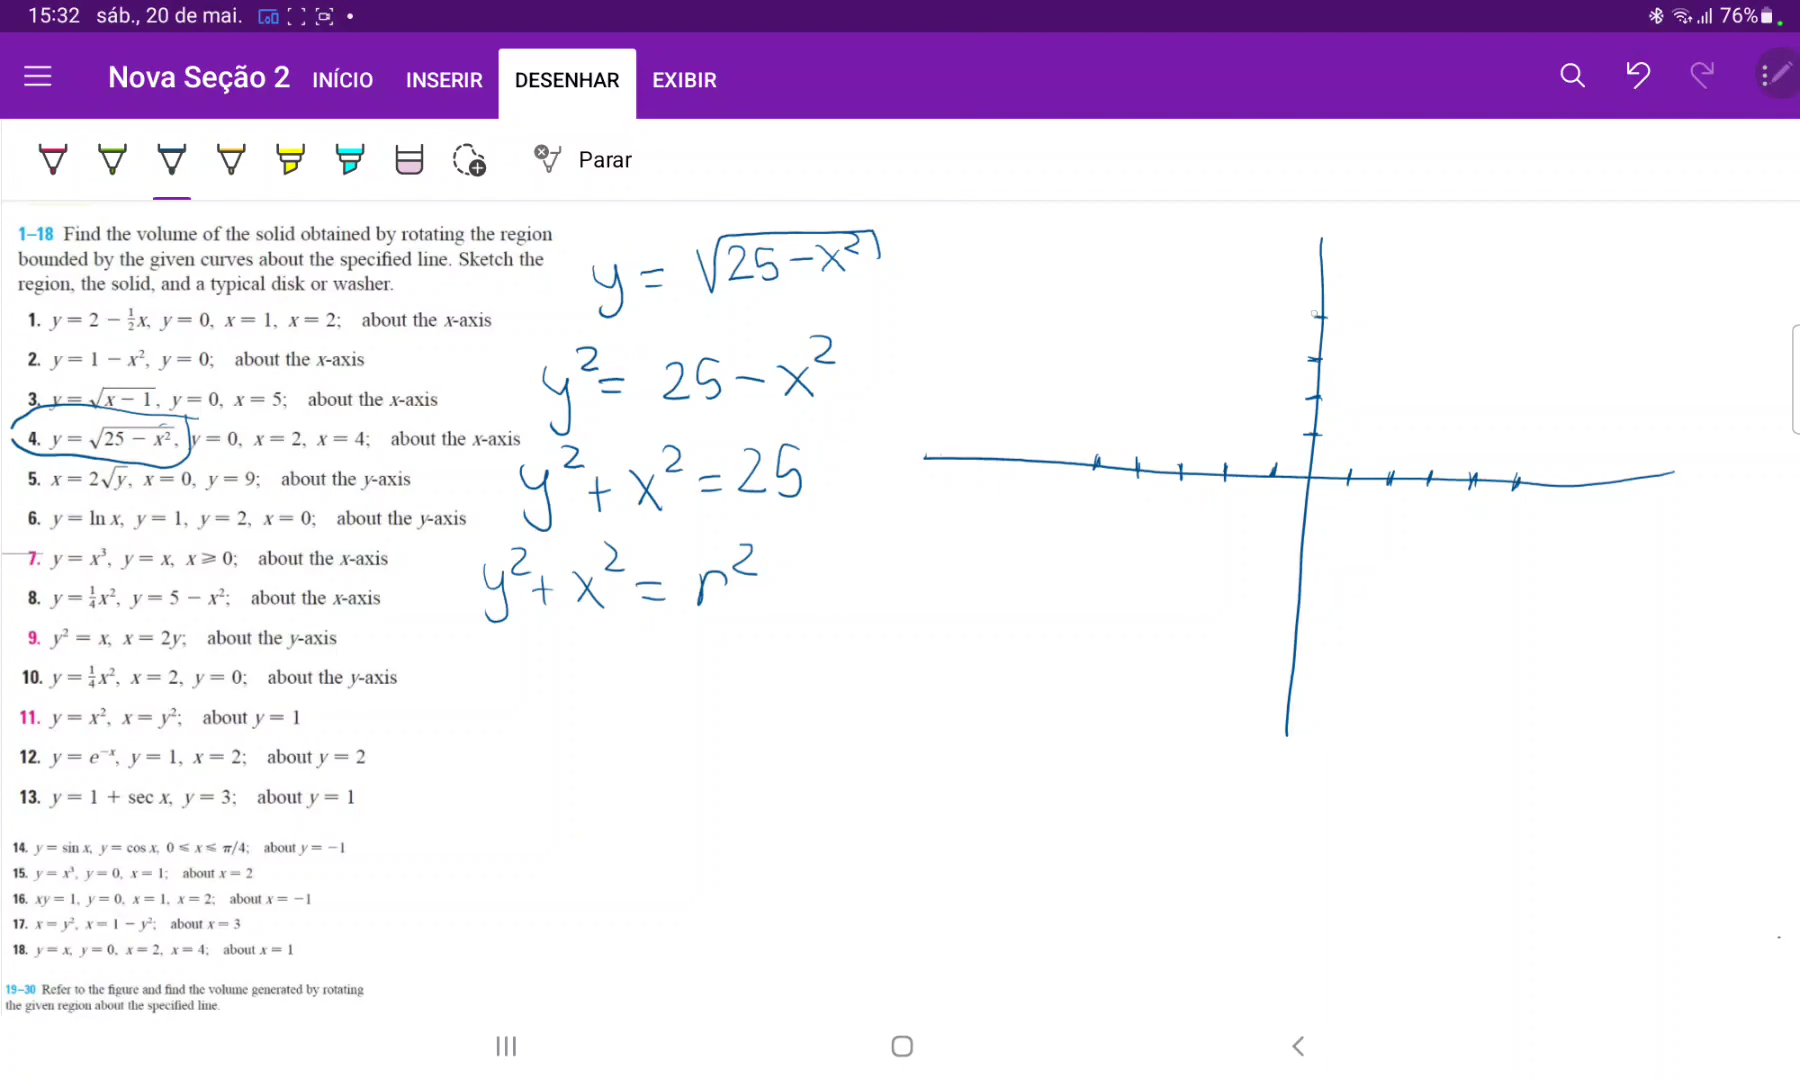 15:32 sáb., 20 de mai. 76%
Nova Seção 2 INÍCIO INSERIR DESENHAR EXIBIR
Parar
1–18 Find the volume of the solid obtained by rotating the region
bounded by the given curves about the specified line. Sketch the
region, the solid, and a typical disk or washer.
1. y = 2 − ½x, y = 0, x = 1, x = 2; about the x-axis
2. y = 1 − x², y = 0; about the x-axis
3. y = √(x − 1), y = 0, x = 5; about the x-axis
4. y = √(25 − x²), y = 0, x = 2, x = 4; about the x-axis
5. x = 2√y, x = 0, y = 9; about the y-axis
6. y = ln x, y = 1, y = 2, x = 0; about the y-axis
7. y = x³, y = x, x ⩾ 0; about the x-axis
8. y = ¼x², y = 5 − x²; about the x-axis
9. y² = x, x = 2y; about the y-axis
10. y = ¼x², x = 2, y = 0; about the y-axis
11. y = x², x = y²; about y = 1
12. y = e⁻ˣ, y = 1, x = 2; about y = 2
13. y = 1 + sec x, y = 3; about y = 1
14. y = sin x, y = cos x, 0 ⩽ x ⩽ π/4; about y = −1
15. y = x³, y = 0, x = 1; about x = 2
16. xy = 1, y = 0, x = 1, x = 2; about x = −1
17. x = y², x = 1 − y²; about x = 3
18. y = x, y = 0, x = 2, x = 4; about x = 1
19–30 Refer to the figure and find the volume generated by rotating
the given region about the specified line.
y = √(25 − x²)
y² = 25 − x²
y² + x² = 25
y² + x² = r²